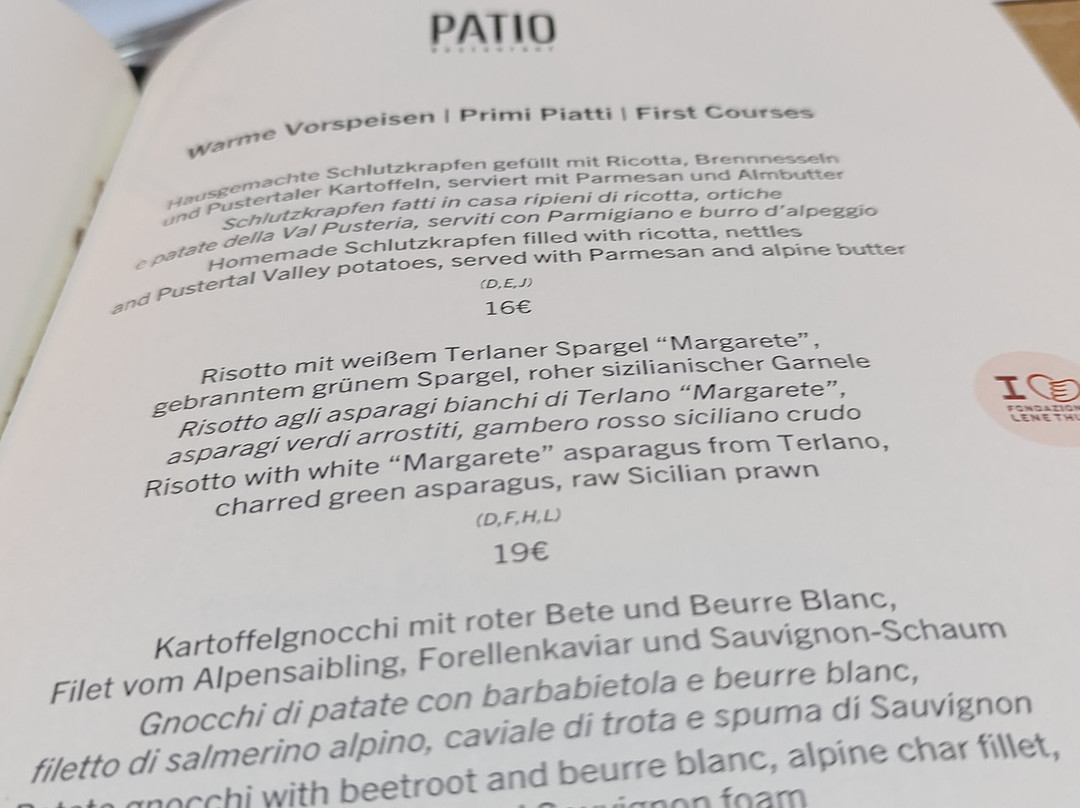 PATIO
RESTAURANT
Warme Vorspeisen | Primi Piatti | First Courses
Hausgemachte Schlutzkrapfen gefüllt mit Ricotta, Brennnesseln
und Pustertaler Kartoffeln, serviert mit Parmesan und Almbutter
Schlutzkrapfen fatti in casa ripieni di ricotta, ortiche
e patate della Val Pusteria, serviti con Parmigiano e burro d'alpeggio
Homemade Schlutzkrapfen filled with ricotta, nettles
and Pustertal Valley potatoes, served with Parmesan and alpine butter
(D,E,J)
16€
Risotto mit weißem Terlaner Spargel “Margarete”,
gebranntem grünem Spargel, roher sizilianischer Garnele
Risotto agli asparagi bianchi di Terlano “Margarete”,
asparagi verdi arrostiti, gambero rosso siciliano crudo
Risotto with white “Margarete” asparagus from Terlano,
charred green asparagus, raw Sicilian prawn
(D,F,H,L)
19€
I
FONDAZION
LENE THU
Kartoffelgnocchi mit roter Bete und Beurre Blanc,
Filet vom Alpensaibling, Forellenkaviar und Sauvignon-Schaum
Gnocchi di patate con barbabietola e beurre blanc,
filetto di salmerino alpino, caviale di trota e spuma di Sauvignon
gnocchi with beetroot and beurre blanc, alpine char fillet,
Sauvignon foam